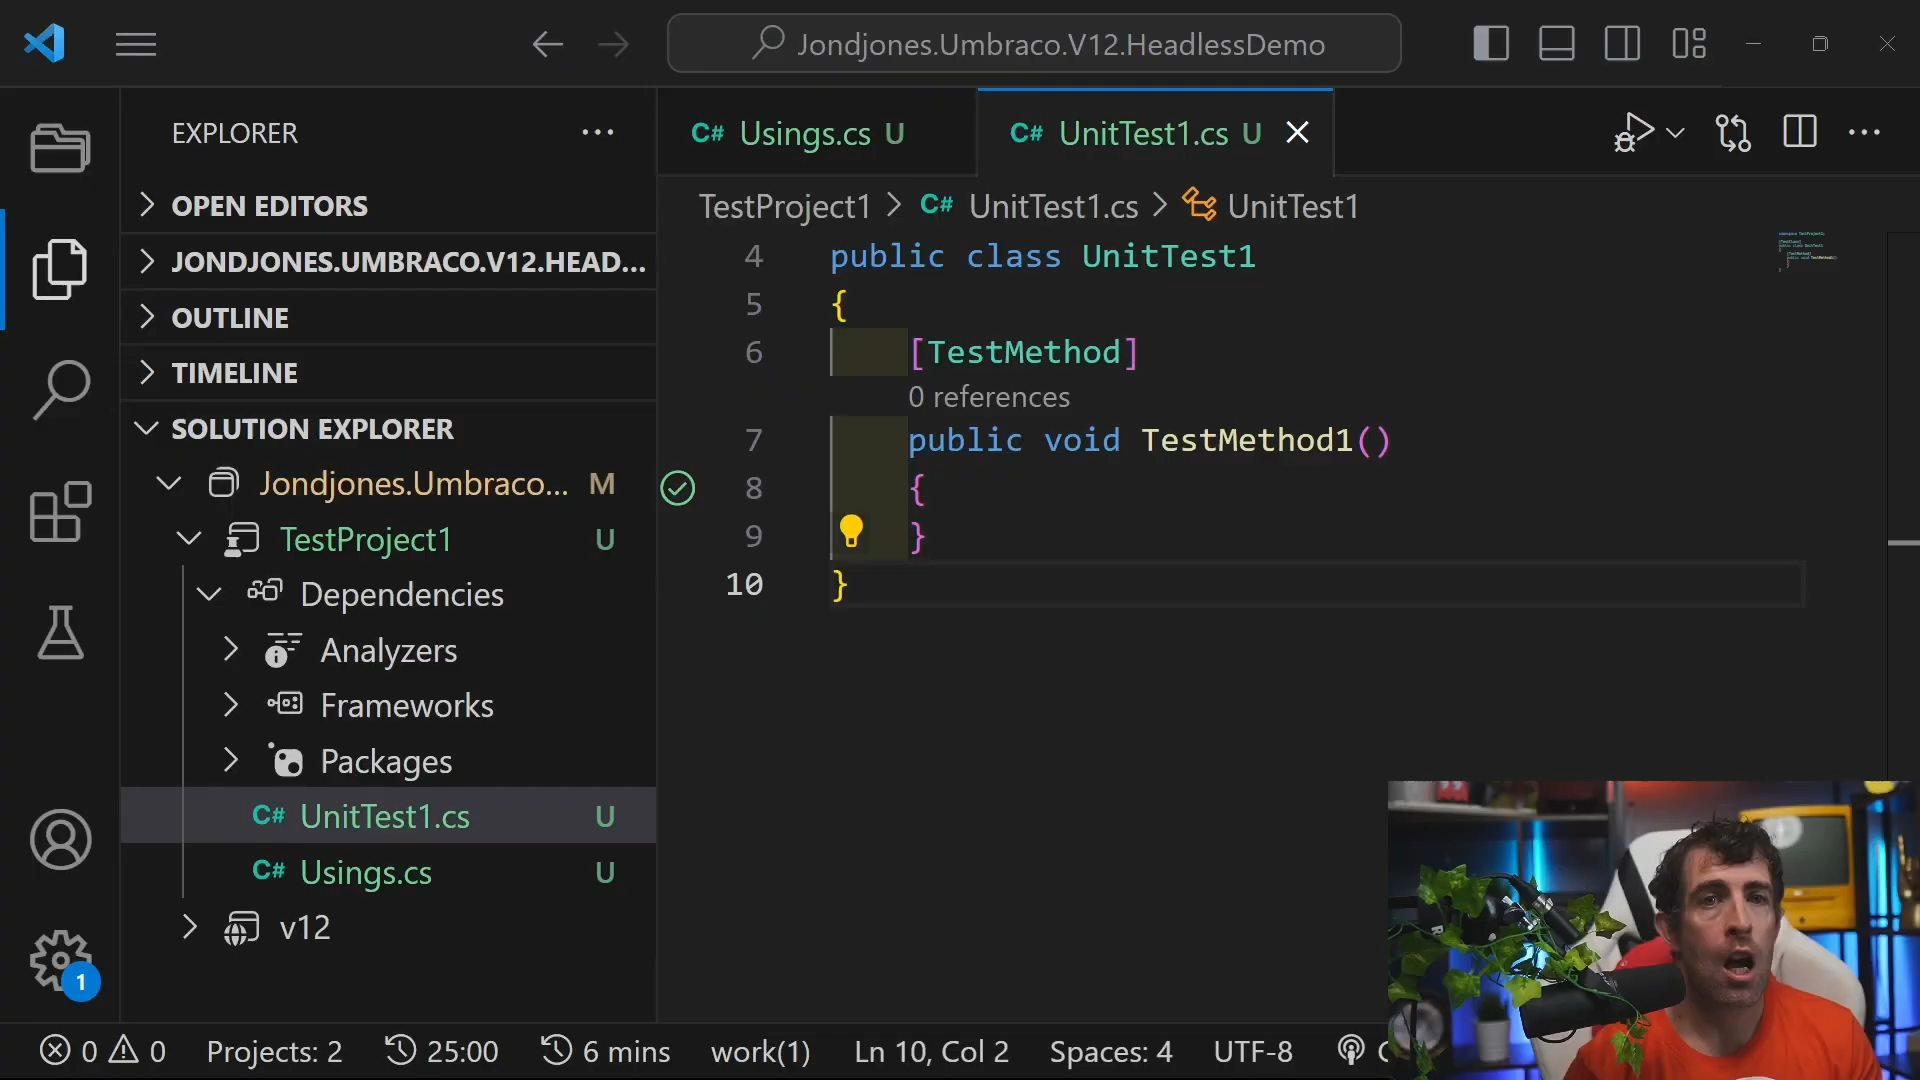 Jondjones.Umbraco.V12.HeadlessDemo
EXPLORER
OPEN EDITORS
JONDJONES.UMBRACO.V12.HEAD...
OUTLINE
TIMELINE
SOLUTION EXPLORER
Jondjones.Umbraco... M
TestProject1 U
Dependencies
Analyzers
Frameworks
Packages
C# UnitTest1.cs U
C# Usings.cs U
v12
1
C# Usings.cs U
C# UnitTest1.cs U
TestProject1 > C# UnitTest1.cs > UnitTest1
4 public class UnitTest1
5 {
6 [TestMethod]
0 references
7 public void TestMethod1()
8 {
9 }
10 }
0 0 Projects: 2 25:00 6 mins work(1) Ln 10, Col 2 Spaces: 4 UTF-8